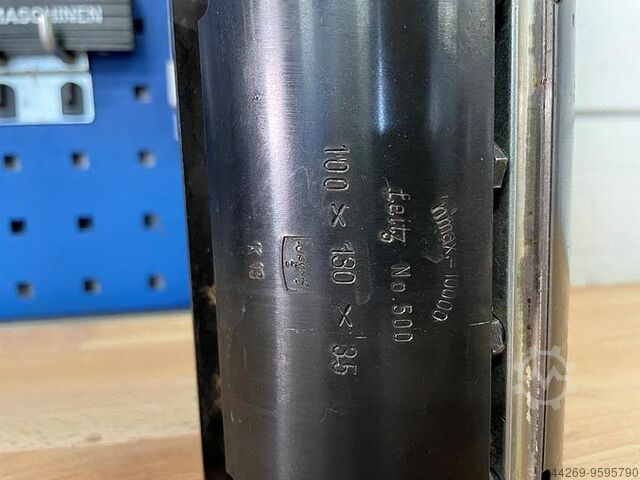 MASCHINEN
nmax-10000
Leitz No.500
100 x 130 x 35
44269-9595790